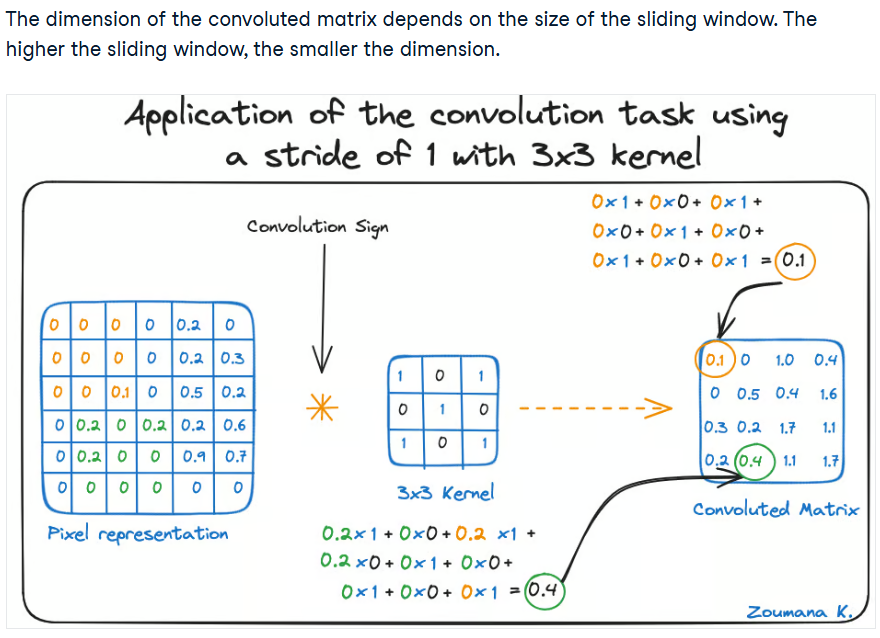 The dimension of the convoluted matrix depends on the size of the sliding window. The
higher the sliding window, the smaller the dimension.
Application of the convolution task using
a stride of 1 with 3x3 kernel
0x1 + 0x0 + 0x1 +
0x0 + 0x1 + 0x0 +
0x1 + 0x0 + 0x1 = 0.1
Convolution Sign
0 0 0 0 0.2 0
0 0 0 0 0.2 0.3
0 0 0.1 0 0.5 0.2
0 0.2 0 0.2 0.2 0.6
0 0.2 0 0 0.9 0.7
0 0 0 0 0 0
Pixel representation
*
1 0 1
0 1 0
1 0 1
3x3 Kernel
0.1 0 1.0 0.4
0 0.5 0.4 1.6
0.3 0.2 1.7 1.1
0.2 0.4 1.1 1.7
Convoluted Matrix
0.2x1 + 0x0 + 0.2 x1 +
0.2 x0 + 0x1 + 0x0 +
0x1 + 0x0 + 0x1 = 0.4
Zoumana K.